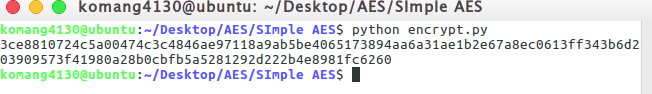 komang4130@ubuntu: ~/Desktop/AES/SImple AES
komang4130@ubuntu:~/Desktop/AES/SImple AES$ python encrypt.py
3ce8810724c5a00474c3c4846ae97118a9ab5be4065173894aa6a31ae1b2e67a8ec0613ff343b6d2
03909573f41980a28b0cbfb5a5281292d222b4e8981fc6260
komang4130@ubuntu:~/Desktop/AES/SImple AES$